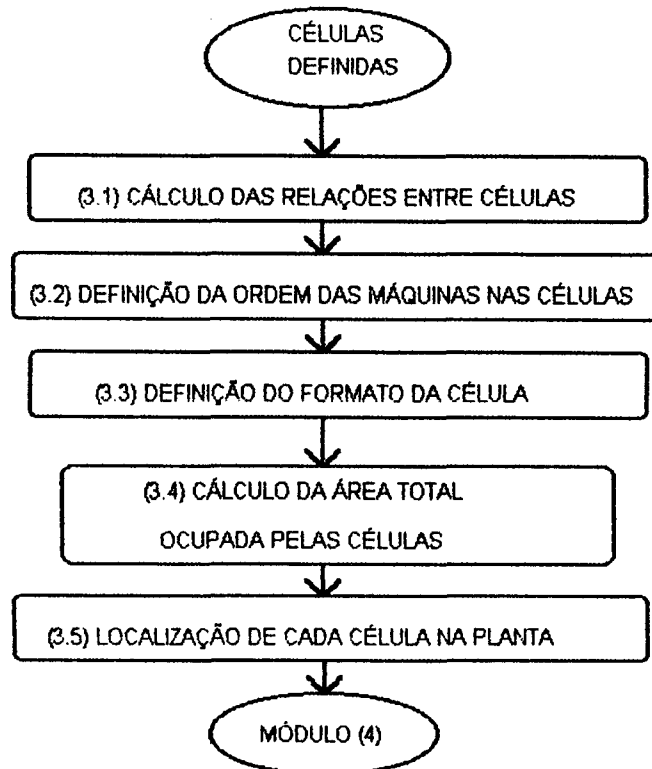 CÉLULAS
DEFINIDAS
(3.1) CÁLCULO DAS RELAÇÕES ENTRE CÉLULAS
(3.2) DEFINIÇÃO DA ORDEM DAS MÁQUINAS NAS CÉLULAS
(3.3) DEFINIÇÃO DO FORMATO DA CÉLULA
(3.4) CÁLCULO DA ÁREA TOTAL
OCUPADA PELAS CÉLULAS
(3.5) LOCALIZAÇÃO DE CADA CÉLULA NA PLANTA
MÓDULO (4)